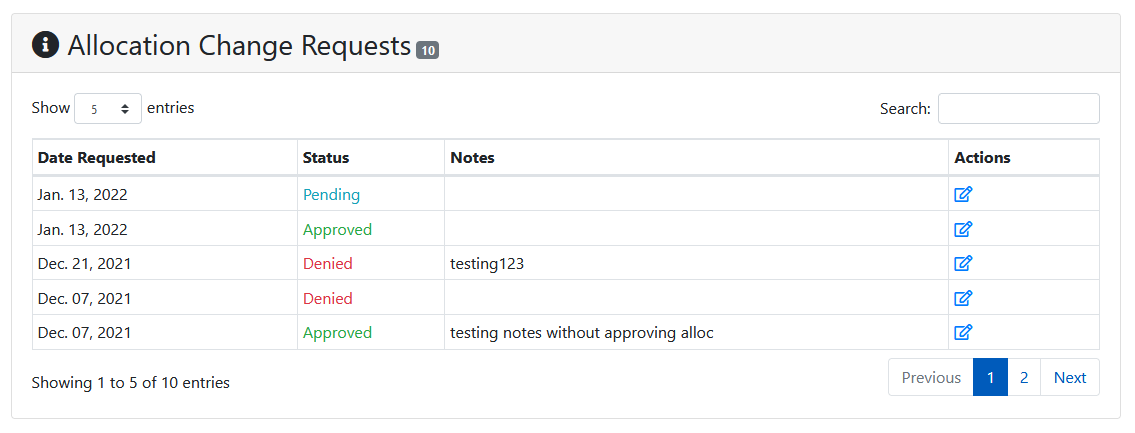 Allocation Change Requests 10
Show 5 entries Search:
Date Requested Status Notes Actions
Jan. 13, 2022 Pending
Jan. 13, 2022 Approved
Dec. 21, 2021 Denied testing123
Dec. 07, 2021 Denied
Dec. 07, 2021 Approved testing notes without approving alloc
Showing 1 to 5 of 10 entries Previous 1 2 Next